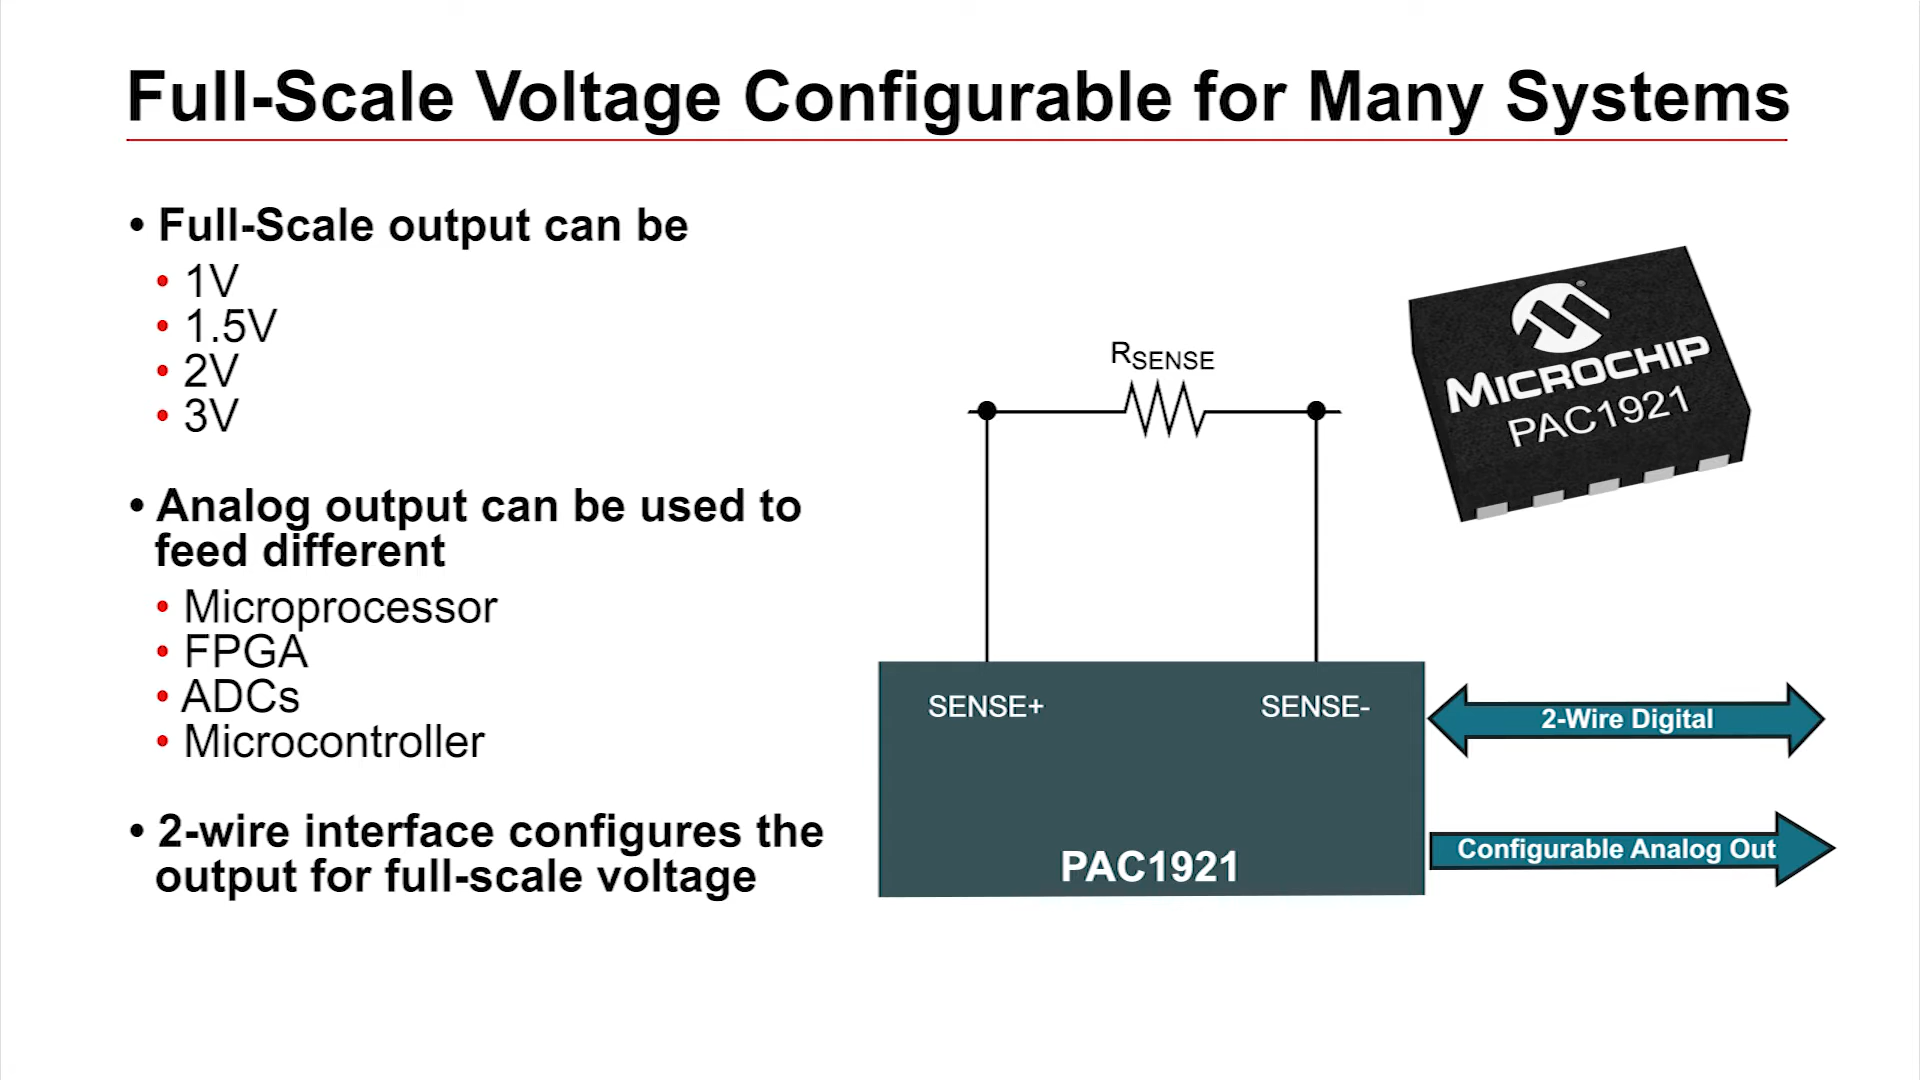 Full-Scale Voltage Configurable for Many Systems
• Full-Scale output can be
• 1V
• 1.5V
• 2V
• 3V
• Analog output can be used to
feed different
• Microprocessor
• FPGA
• ADCs
• Microcontroller
• 2-wire interface configures the
output for full-scale voltage
RSENSE
SENSE+
SENSE-
PAC1921
MICROCHIP
PAC1921
2-Wire Digital
Configurable Analog Out